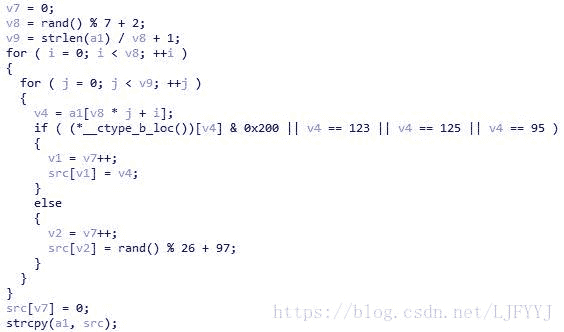 v7 = 0;
v8 = rand() % 7 + 2;
v9 = strlen(a1) / v8 + 1;
for ( i = 0; i < v8; ++i )
{
  for ( j = 0; j < v9; ++j )
  {
    v4 = a1[v8 * j + i];
    if ( (*__ctype_b_loc())[v4] & 0x200 || v4 == 123 || v4 == 125 || v4 == 95 )
    {
      v1 = v7++;
      src[v1] = v4;
    }
    else
    {
      v2 = v7++;
      src[v2] = rand() % 26 + 97;
    }
  }
}
src[v7] = 0;
strcpy(a1, src);
https://blog.csdn.net/LJFYYJ